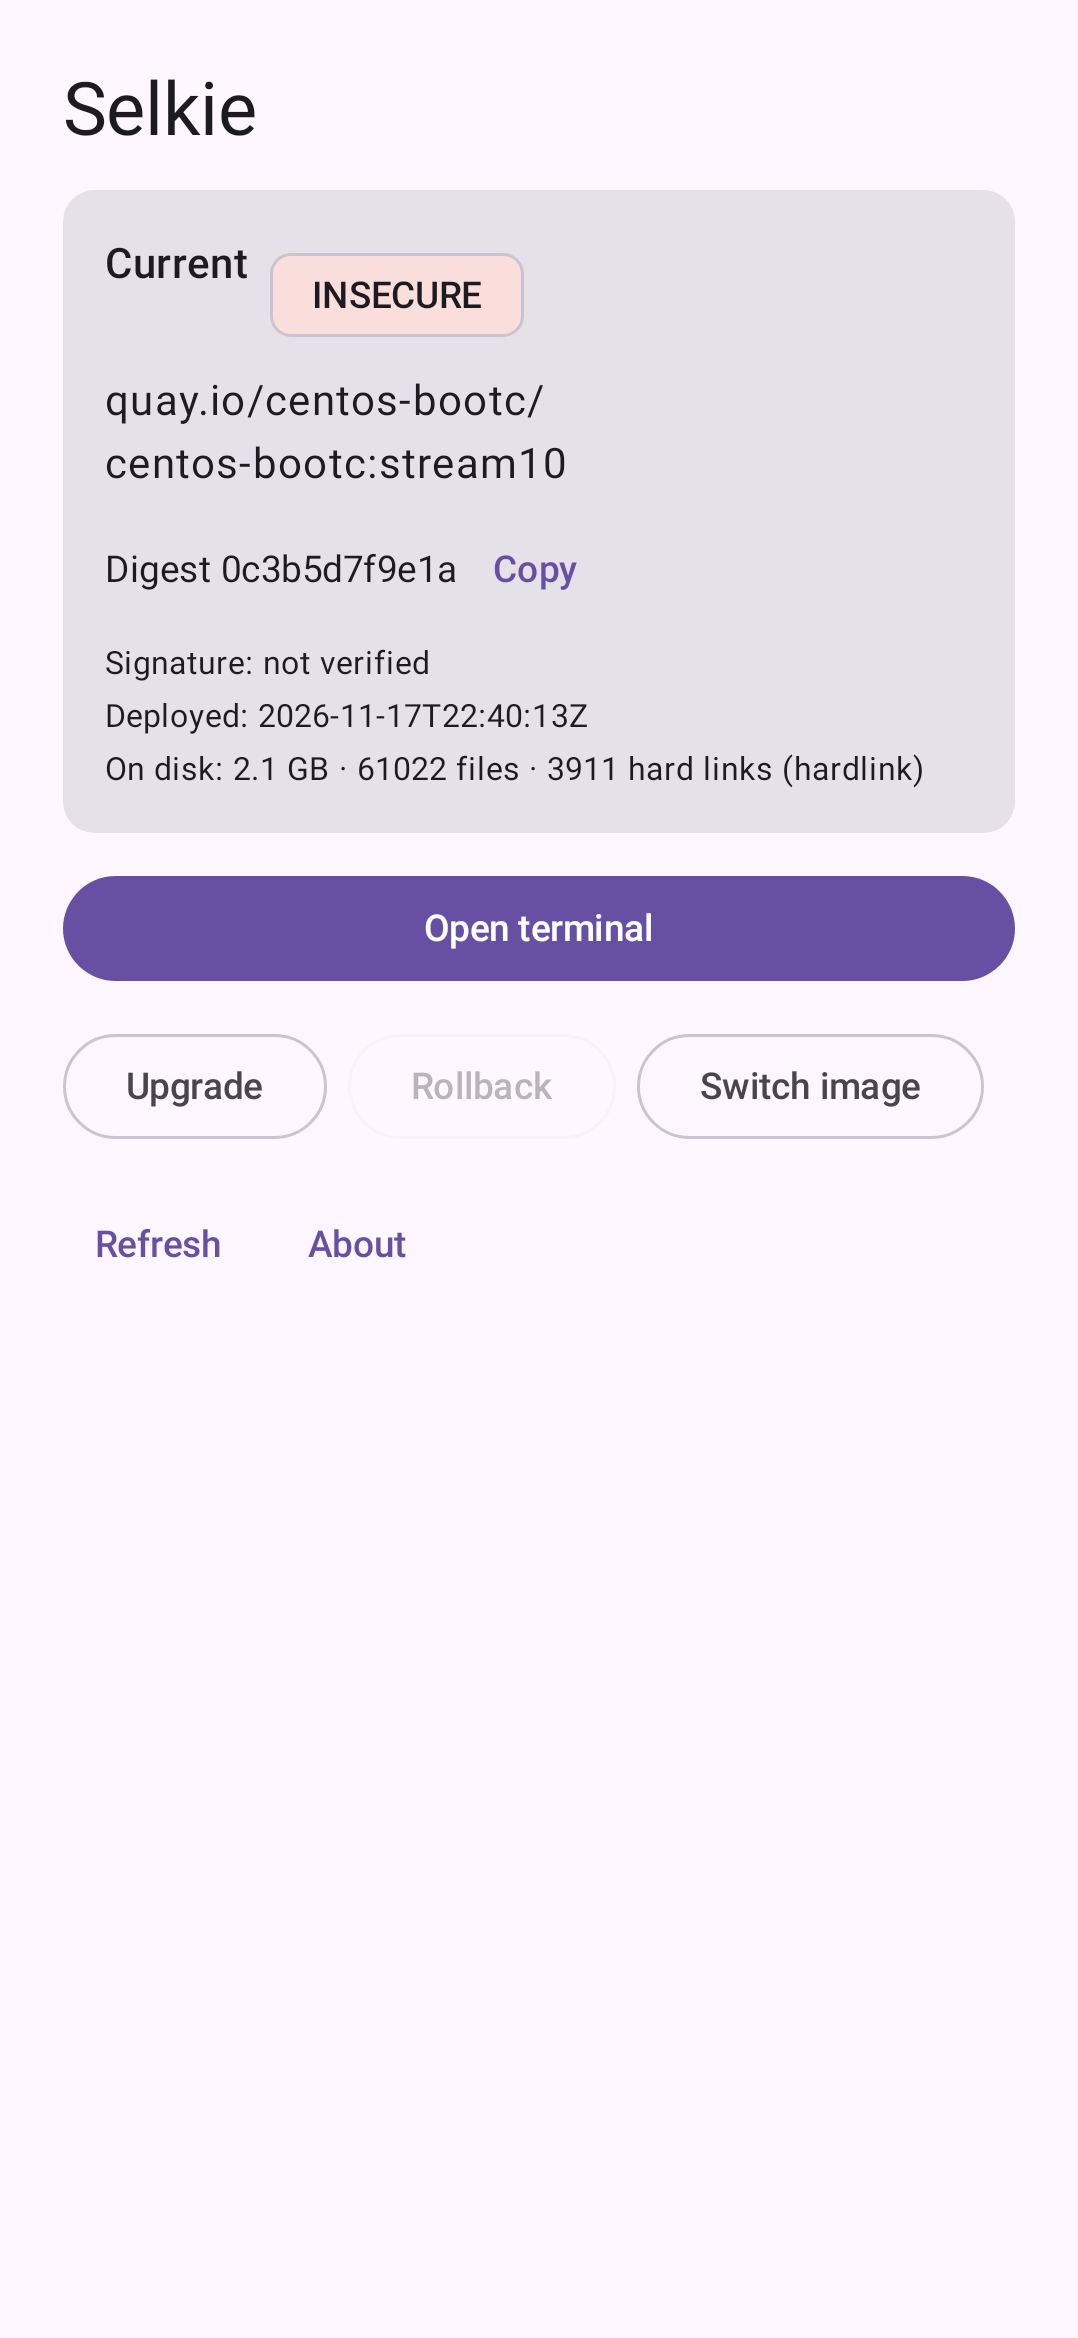 Selkie
Current
INSECURE
quay.io/centos-bootc/
centos-bootc:stream10
Digest 0c3b5d7f9e1a Copy
Signature: not verified
Deployed: 2026-11-17T22:40:13Z
On disk: 2.1 GB · 61022 files · 3911 hard links (hardlink)
Open terminal
Upgrade Rollback Switch image
Refresh About